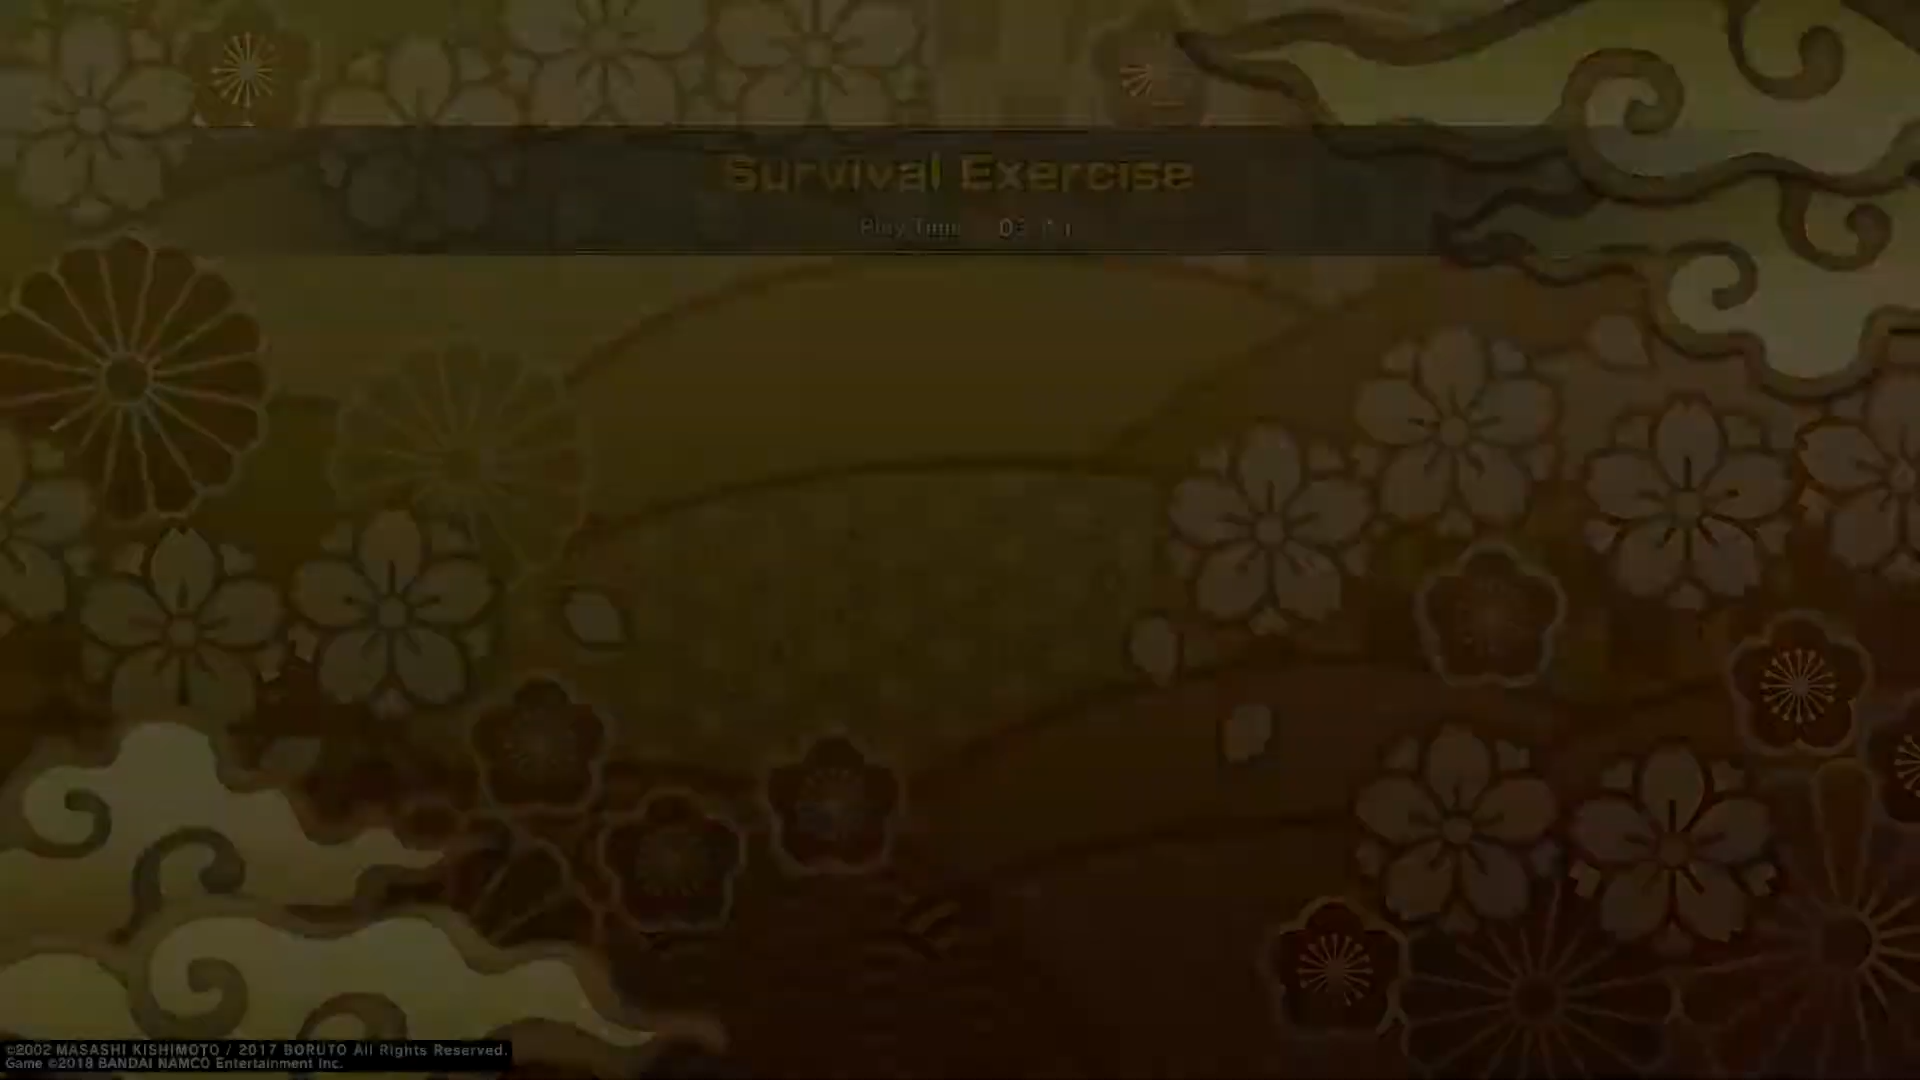 Survival Exercise
Play Time
©2002 MASASHI KISHIMOTO / 2017 BORUTO All Rights Reserved.
Game ©2018 BANDAI NAMCO Entertainment Inc.